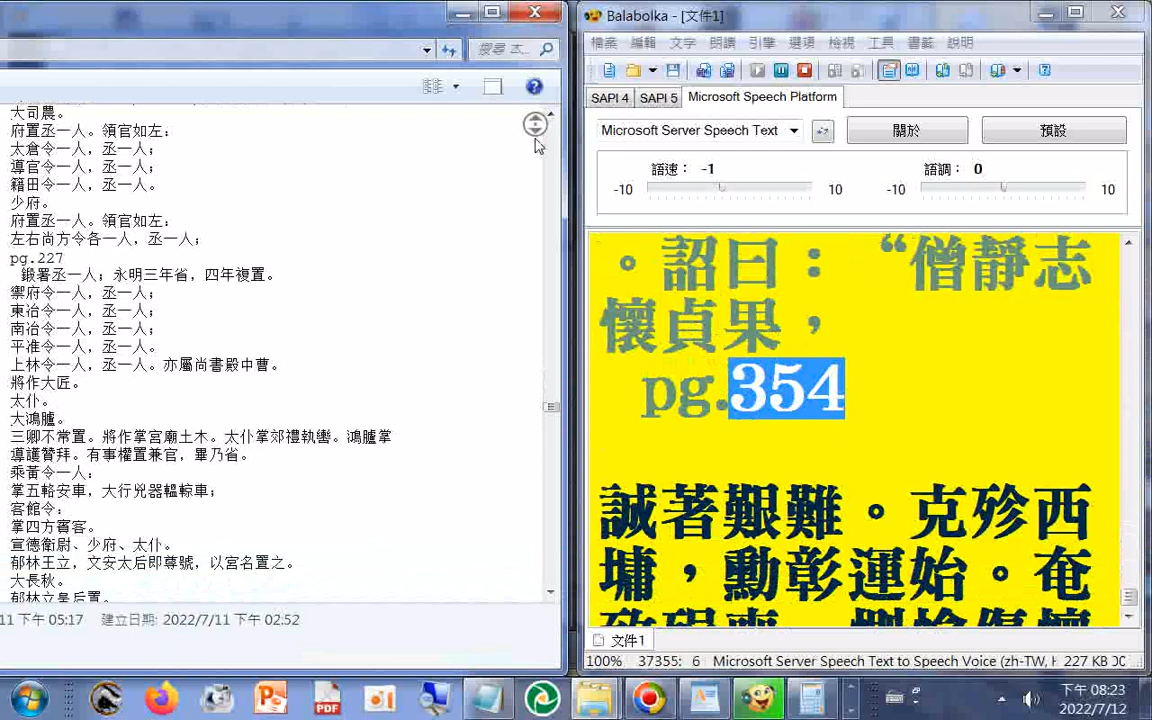 搜尋 本...
大司農。
府置丞一人。領官如左:
太倉令一人，丞一人;
導官令一人，丞一人;
籍田令一人，丞一人。
少府。
府置丞一人。領官如左:
左右尚方令各一人，丞一人;
pg.227
鍛署丞一人; 永明三年省，四年複置。
禦府令一人，丞一人;
東冶令一人，丞一人;
南冶令一人，丞一人;
平准令一人，丞一人。
上林令一人，丞一人。亦屬尚書殿中曹。
將作大匠。
太仆。
大鴻臚。
三卿不常置。將作掌宮廟土木。太仆掌郊禮執轡。鴻臚掌
導護贊拜。有事權置兼官，畢乃省。
乘黃令一人:
掌五輅安車，大行兇器轀輬車;
客館令:
掌四方賓客。
宣德衛尉、少府、太仆。
郁林王立，文安太后即尊號，以宮名置之。
大長秋。
郁林立皇后置。
11 下午 05:17 建立日期: 2022/7/11 下午 02:52
Balabolka - [文件1]
檔案 編輯 文字 朗讀 引擎 選項 檢視 工具 書籤 說明
SAPI 4 SAPI 5 Microsoft Speech Platform
Microsoft Server Speech Text 關於 預設
語速： -1 語調： 0
-10 10 -10 10
。詔曰：“僧靜志
懷貞果，
pg.354
誠著艱難。克殄西
墉，勳彰運始。奄
文件1
100% 37355: 6 Microsoft Server Speech Text to Speech Voice (zh-TW, H 227 KB
下午 08:23
2022/7/12